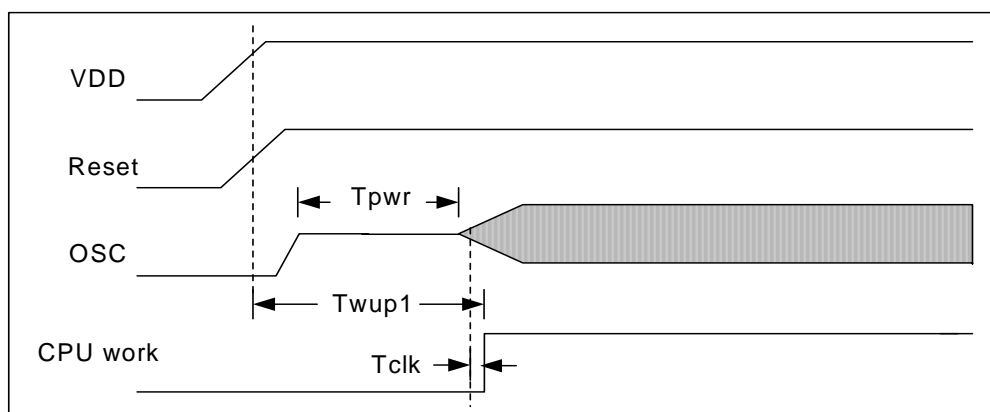 VDD
Reset
Tpwr
OSC
Twup1
CPU work
Tclk